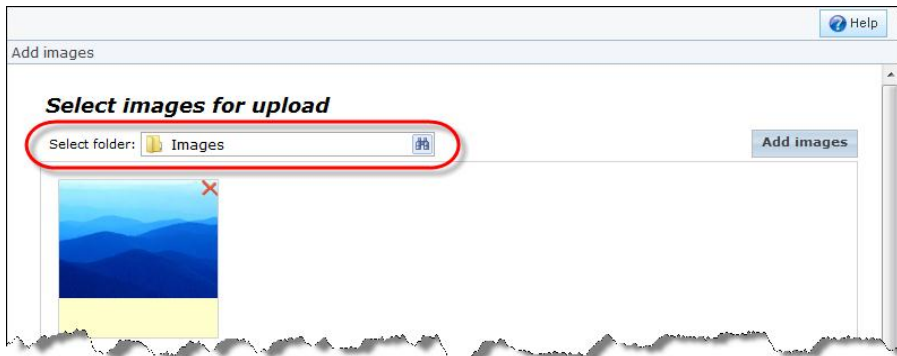 Help
Add images
Select images for upload
Select folder: Images
Add images